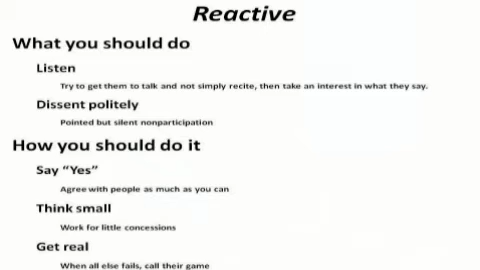 Reactive
What you should do
Listen
Try to get them to talk and not simply recite, then take an interest in what they say.
Dissent politely
Pointed but silent nonparticipation
How you should do it
Say “Yes”
Agree with people as much as you can
Think small
Work for little concessions
Get real
When all else fails, call their game